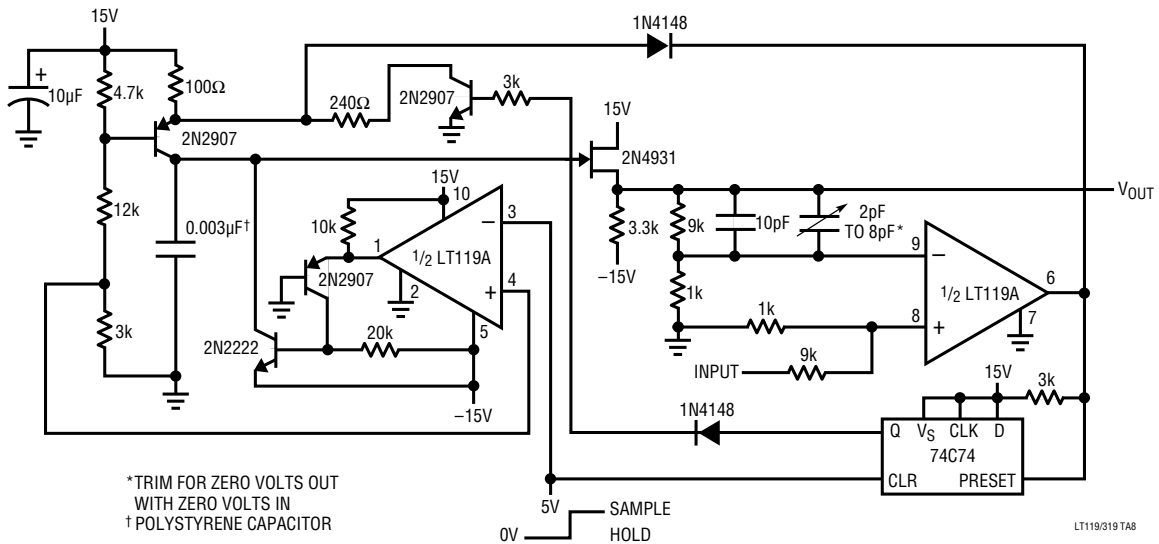 15V
1N4148
+
10µF
4.7k
100Ω
240Ω
2N2907
3k
15V
2N2907
2N4931
VOUT
15V
10
12k
10k
3
3.3k
9k
10pF
2pF
TO 8pF*
0.003µF†
1
–
1/2 LT119A
–15V
9
–
2N2907
4
6
2
+
1/2 LT119A
1k
1k
8
+
7
3k
5
20k
2N2222
INPUT
9k
15V
3k
–15V
1N4148
Q
VS
CLK
D
74C74
CLR
PRESET
*TRIM FOR ZERO VOLTS OUT
WITH ZERO VOLTS IN
† POLYSTYRENE CAPACITOR
5V
SAMPLE
0V
HOLD
LT119/319 TA8